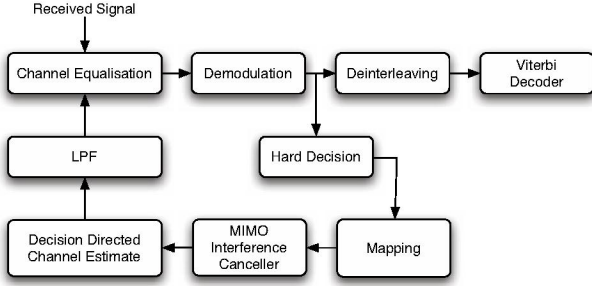 Received Signal
Channel Equalisation
Demodulation
Deinterleaving
Viterbi
Decoder
LPF
Hard Decision
Decision Directed
Channel Estimate
MIMO
Interference
Canceller
Mapping